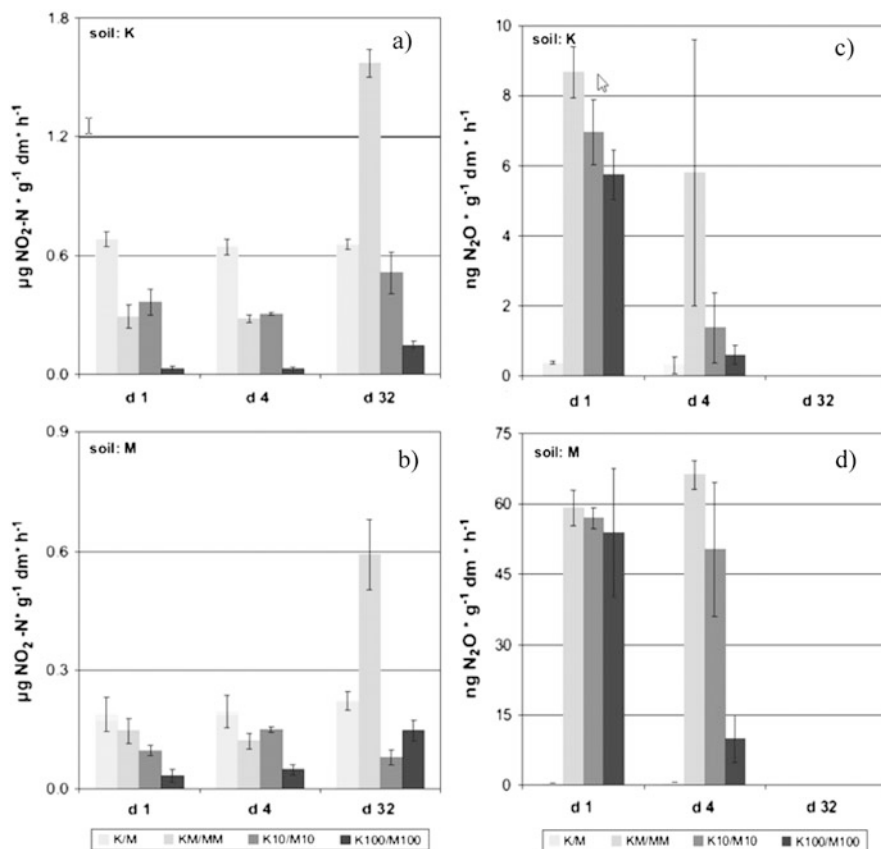 soil: K
a)
1.8
1.2
0.6
0.0
µg NO₂-N * g⁻¹ dm* h⁻¹
d 1
d 4
d 32
soil: K
c)
10
8
6
4
2
0
ng N₂O * g⁻¹ dm * h⁻¹
d 1
d 4
d 32
soil: M
b)
0.9
0.6
0.3
0.0
µg NO₂ -N* g⁻¹ dm* h⁻¹
d 1
d 4
d 32
K/M KM/MM K10/M10 K100/M100
soil: M
d)
75
60
45
30
15
0
ng N₂O * g⁻¹ dm * h⁻¹
d 1
d 4
d 32
K/M KM/MM K10/M10 K100/M100